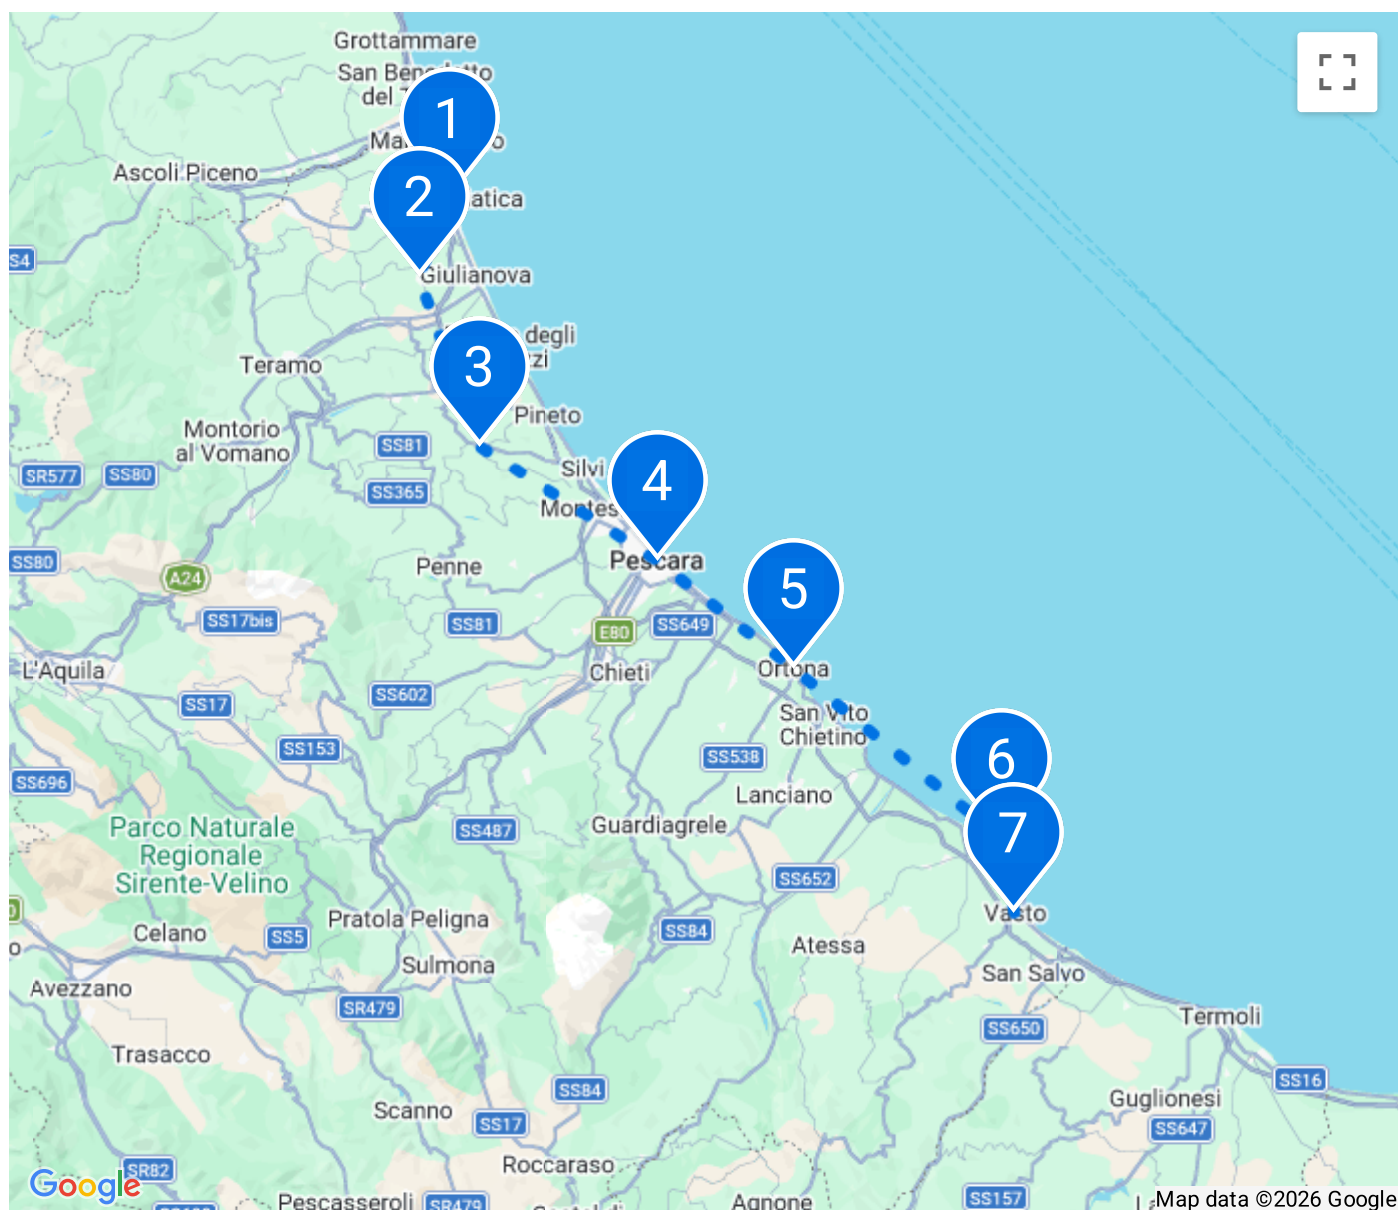 Grottammare
San Benedetto
del
1
Ascoli Piceno
2
S4
Giulianova
degli
3
Teramo
Pineto
Montorio
al Vomano
SS81
Silvi
4
SR577
SS80
SS365
SS80
Penne
Pescara
A24
5
SS17bis
SS81
E80
SS649
L'Aquila
Chieti
Ortona
SS602
SS17
San Vito
Chietino
SS153
SS538
6
SS696
Lanciano
Parco Naturale
Regionale
Sirente-Velino
SS487
Guardiagrele
7
SS652
Pratola Peligna
Vasto
Celano
SS5
SS84
Atessa
Sulmona
San Salvo
Avezzano
SR479
Termoli
SS650
Trasacco
SS84
SS16
Scanno
SS17
Guglionesi
SS647
Roccaraso
SR82
Google
Pescasseroli
SR479
Agnone
SS157
Map data ©2026 Google